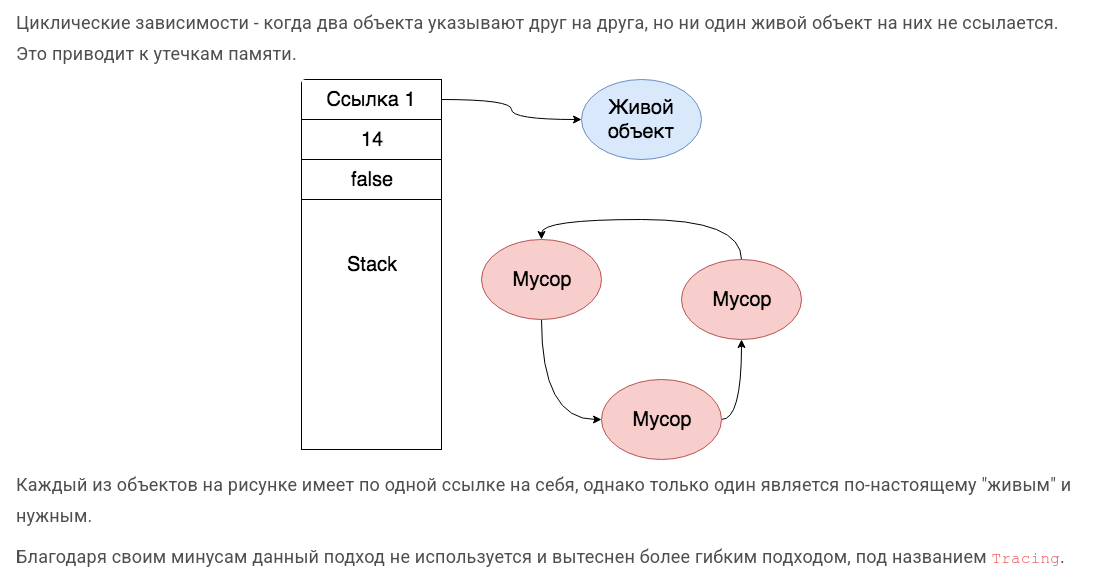 Циклические зависимости - когда два объекта указывают друг на друга, но ни один живой объект на них не ссылается.
Это приводит к утечкам памяти.
Ссылка 1
Живой
объект
14
false
Stack
Мусор
Мусор
Мусор
Каждый из объектов на рисунке имеет по одной ссылке на себя, однако только один является по-настоящему "живым" и
нужным.
Благодаря своим минусам данный подход не используется и вытеснен более гибким подходом, под названием Tracing.